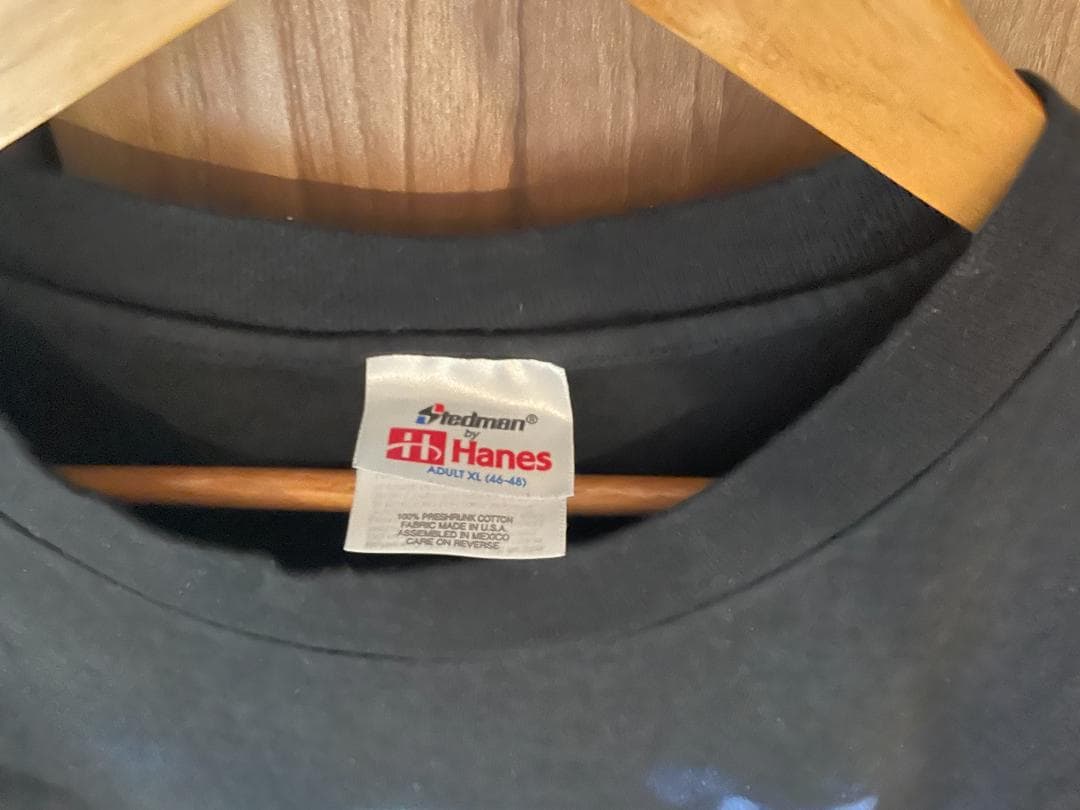 Stedman®
by
Hanes
ADULT XL (46-48)
100% PRESHRUNK COTTON
FABRIC MADE IN U.S.A.
ASSEMBLED IN MEXICO
CARE ON REVERSE